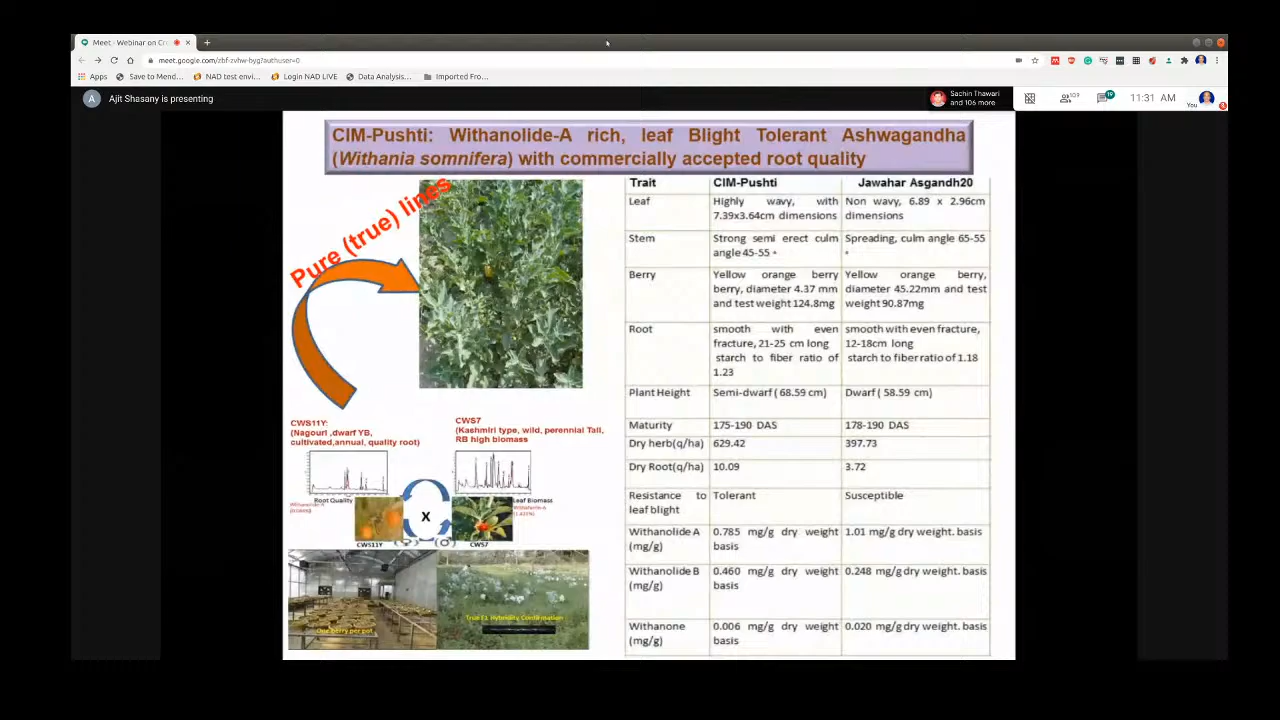 Meet - Webinar on Cr
meet.google.com/zbf-zvhw-byg?authuser=0
Apps Save to Mend... NAD test envi... Login NAD LIVE Data Analysis... Imported Fro...
A Ajit Shasany is presenting
Sachin Thawari
and 106 more
109
19
11:31 AM
You
CIM-Pushti: Withanolide-A rich, leaf Blight Tolerant Ashwagandha
(Withania somnifera) with commercially accepted root quality
Pure (true) lines
Trait CIM-Pushti Jawahar Asgandh20
Leaf Highly wavy, with Non wavy, 6.89 x 2.96cm
7.39x3.64cm dimensions dimensions
Stem Strong semi erect culm Spreading, culm angle 65-55
angle 45-55 ° °
Berry Yellow orange berry Yellow orange berry,
berry, diameter 4.37 mm diameter 45.22mm and test
and test weight 124.8mg weight 90.87mg
Root smooth with even smooth with even fracture,
fracture, 21-25 cm long 12-18cm long
starch to fiber ratio of starch to fiber ratio of 1.18
1.23
Plant Height Semi-dwarf ( 68.59 cm) Dwarf ( 58.59 cm)
Maturity 175-190 DAS 178-190 DAS
Dry herb(q/ha) 629.42 397.73
Dry Root(q/ha) 10.09 3.72
Resistance to Tolerant Susceptible
leaf blight
Withanolide A 0.785 mg/g dry weight 1.01 mg/g dry weight. basis
(mg/g) basis
Withanolide B 0.460 mg/g dry weight 0.248 mg/g dry weight. basis
(mg/g) basis
Withanone 0.006 mg/g dry weight 0.020 mg/g dry weight. basis
(mg/g) basis
CWS11Y:
(Nagouri ,dwarf YB,
cultivated,annual, quality root)
CWS7
(Kashmiri type, wild, perennial Tall,
RB high biomass
Root Quality
Leaf Biomass
X
CWS11Y (♀) (♂) CWS7
One berry per pot
True F1 Hybridity Confirmation